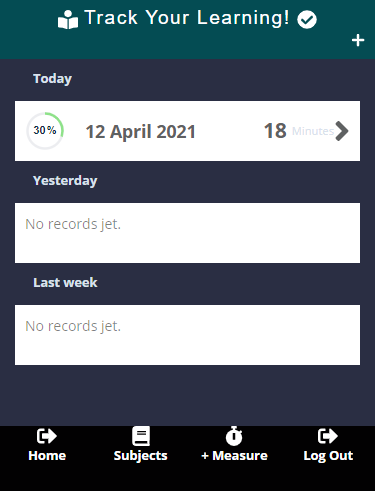 Track Your Learning!
+
Today
30%
12 April 2021
18 Minutes
Yesterday
No records jet.
Last week
No records jet.
Home
Subjects
+ Measure
Log Out